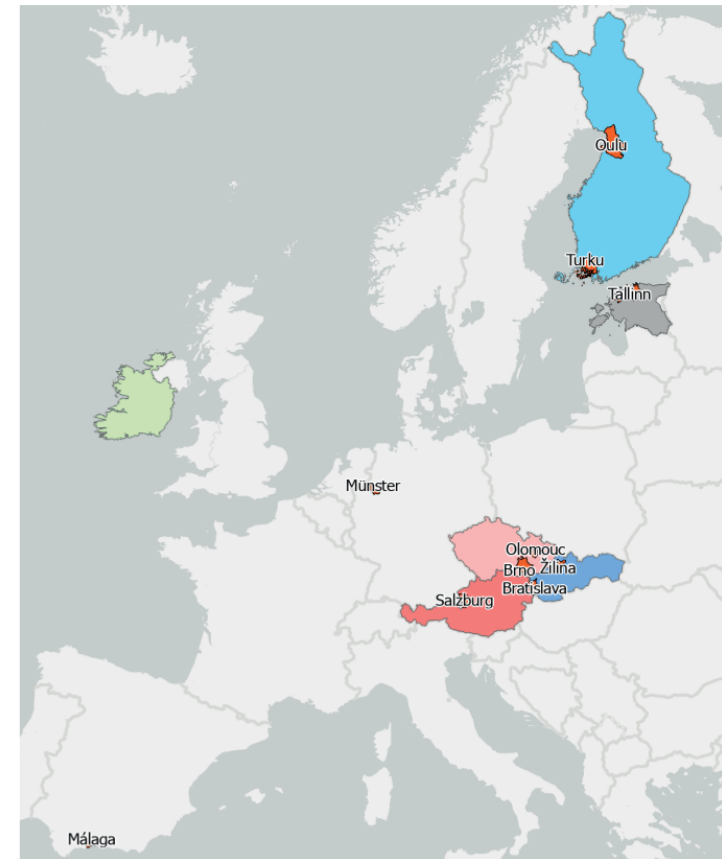 Oulu
Turku
Tallinn
Münster
Olomouc
Brno Žilina
Bratislava
Salzburg
Málaga